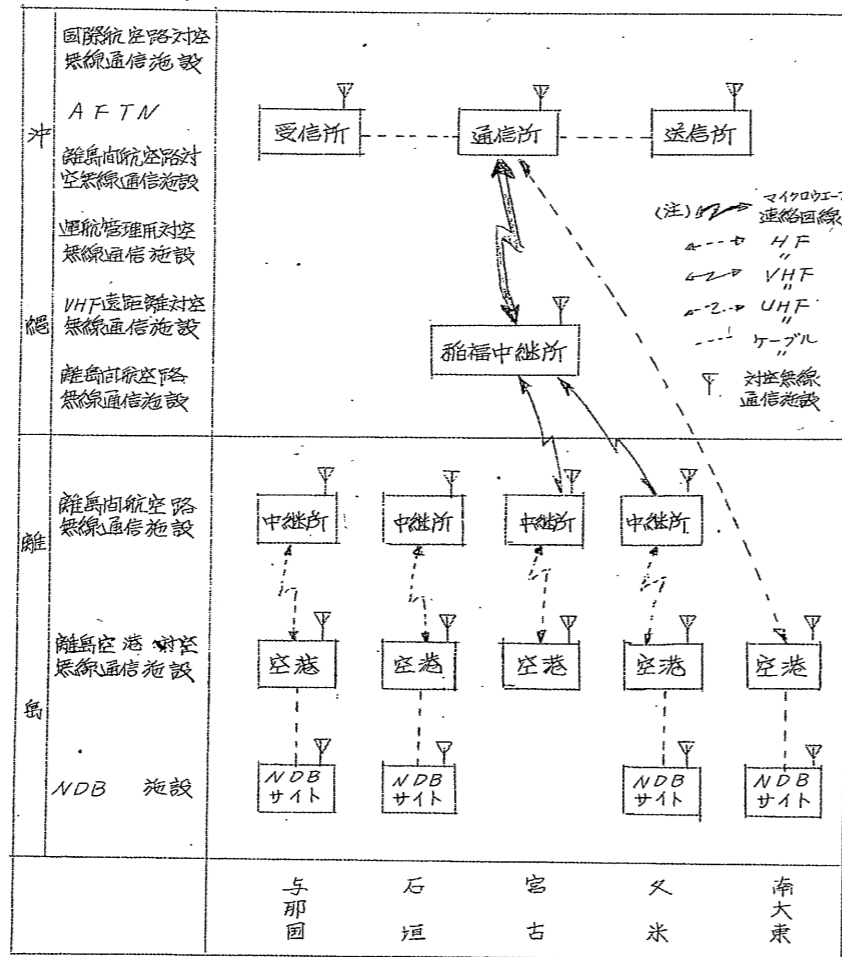 国際航空路対空
無線通信施設
AFTN
離島間航空路対
空無線通信施設
運航管理用対空
無線通信施設
VHF遠距離対空
無線通信施設
離島間航空路
無線通信施設
沖
縄
受信所
通信所
送信所
稲福中継所
(注)
マイクロウエーブ
連絡回線
HF 〃
VHF 〃
UHF 〃
ケーブル 〃
対空無線
通信施設
離
島
離島間航空路
無線通信施設
中継所
中継所
中継所
中継所
離島空港対空
無線通信施設
空港
空港
空港
空港
空港
NDB 施設
NDB
サイト
NDB
サイト
NDB
サイト
NDB
サイト
与那国
石垣
宮古
久米
南大東